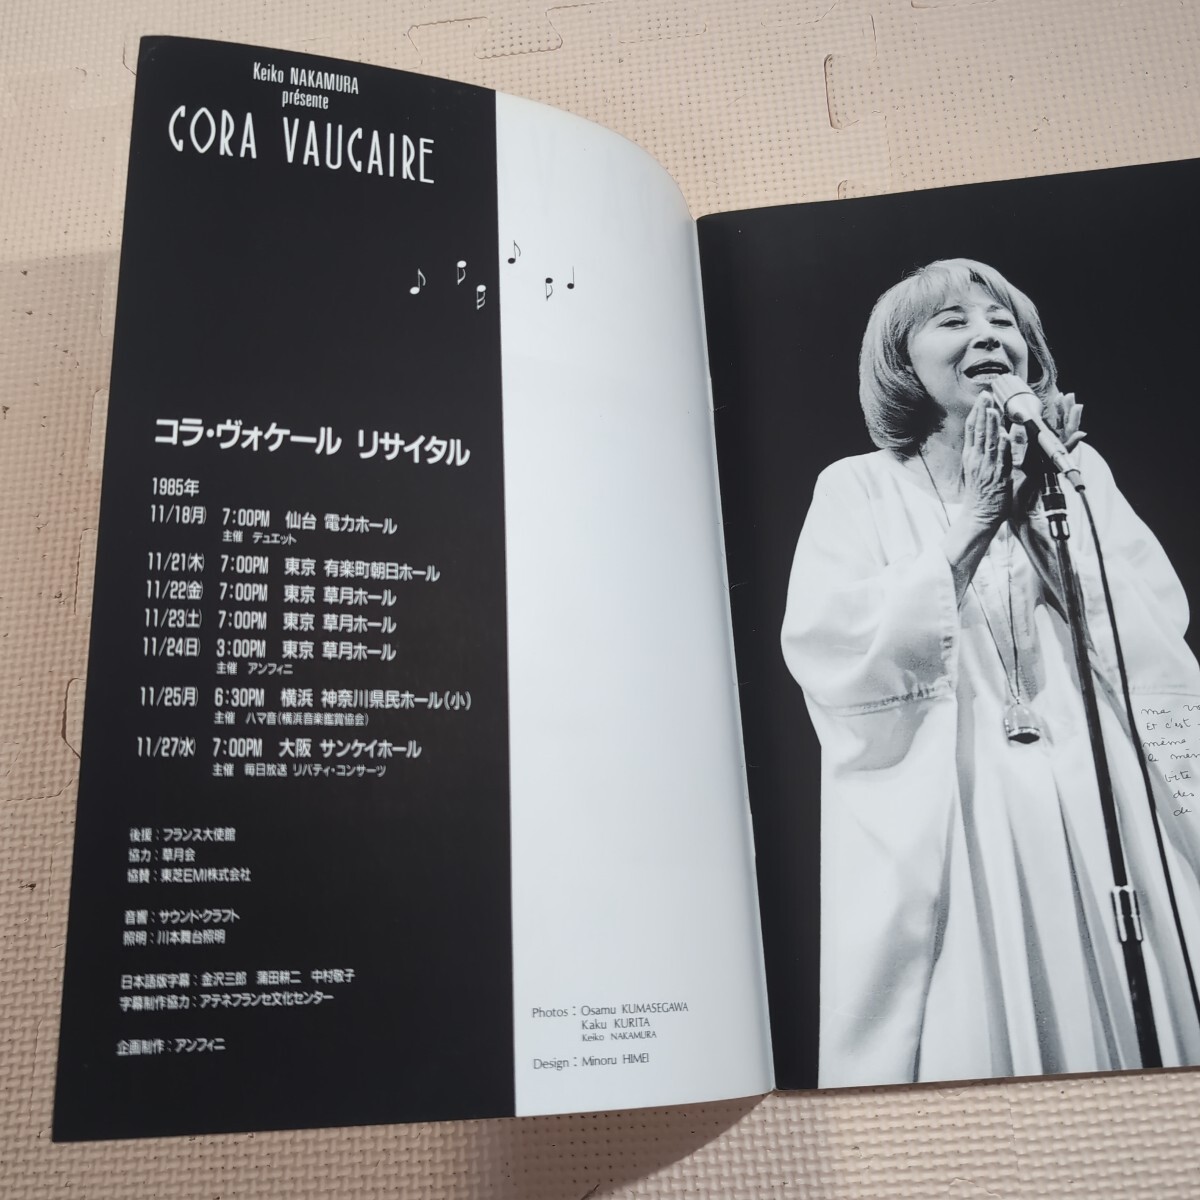 Keiko NAKAMURA
présente
CORA VAUCAIRE
コラ・ヴォケール リサイタル
1985年
11/18(月) 7:00PM 仙台 電力ホール
主催 デュエット
11/21(木) 7:00PM 東京 有楽町朝日ホール
11/22(金) 7:00PM 東京 草月ホール
11/23(土) 7:00PM 東京 草月ホール
11/24(日) 3:00PM 東京 草月ホール
主催 アンフィニ
11/25(月) 6:30PM 横浜 神奈川県民ホール(小)
主催 ハマ音(横浜音楽鑑賞協会)
11/27(水) 7:00PM 大阪 サンケイホール
主催 毎日放送 リバティ・コンサーツ
後援：フランス大使館
協力：草月会
協賛：東芝EMI株式会社
音響：サウンド・クラフト
照明：川本舞台照明
日本語版字幕：金沢三郎 蒲田耕二 中村敬子
字幕制作協力：アテネフランセ文化センター
企画制作：アンフィニ
Photos : Osamu KUMASEGAWA
Kaku KURITA
Keiko NAKAMURA
Design : Minoru HIMEI
me
Et c'est
même
le
des
de